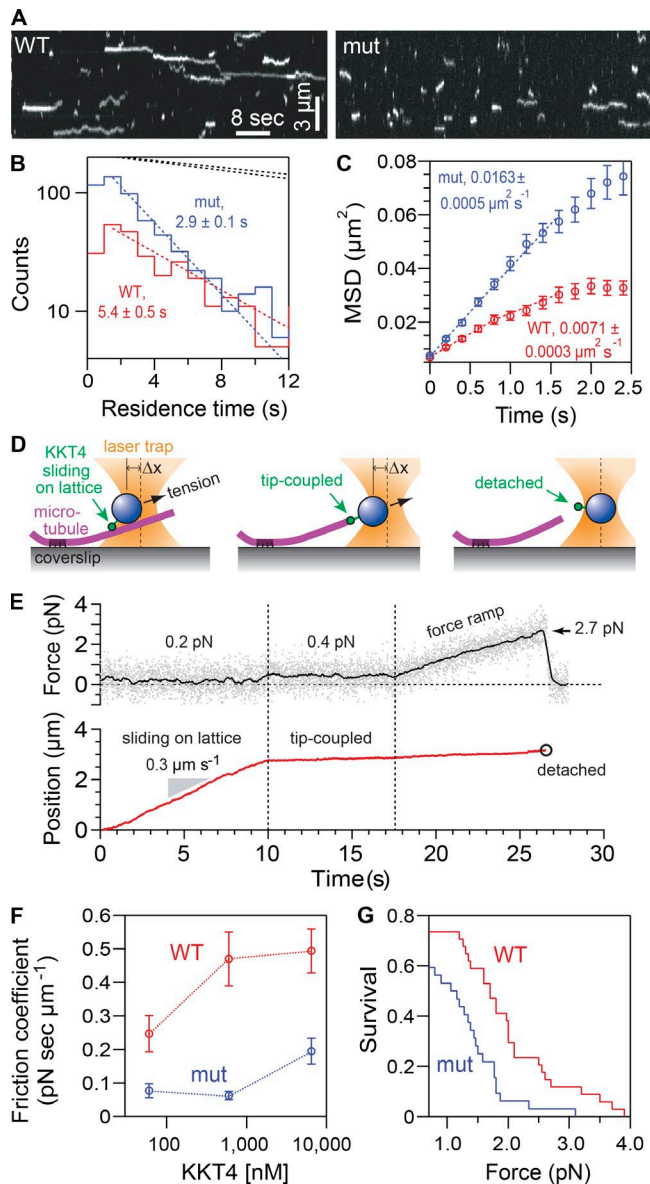 A
WT
8 sec
3 µm
mut
B
Counts
100
10
mut,
2.9 ± 0.1 s
WT,
5.4 ± 0.5 s
0 4 8 12
Residence time (s)
C
MSD (µm²)
0.08
0.06
0.04
0.02
mut, 0.0163±
0.0005 µm² s⁻¹
WT, 0.0071 ±
0.0003 µm² s⁻¹
0 0.5 1.0 1.5 2.0 2.5
Time (s)
D
KKT4
sliding
on lattice
laser trap
Δx
tension
micro-
tubule
coverslip
tip-coupled
Δx
detached
E
Force (pN)
4
2
0
0.2 pN
0.4 pN
force ramp
2.7 pN
Position (µm)
4
2
0
sliding on lattice
0.3 µm s⁻¹
tip-coupled
detached
0 5 10 15 20 25 30
Time(s)
F
Friction coefficient
(pN sec µm⁻¹)
0.6
0.5
0.4
0.3
0.2
0.1
0
WT
mut
100 1,000 10,000
KKT4 [nM]
G
Survival
0.8
0.6
0.4
0.2
0
WT
mut
1.0 2.0 3.0 4.0
Force (pN)